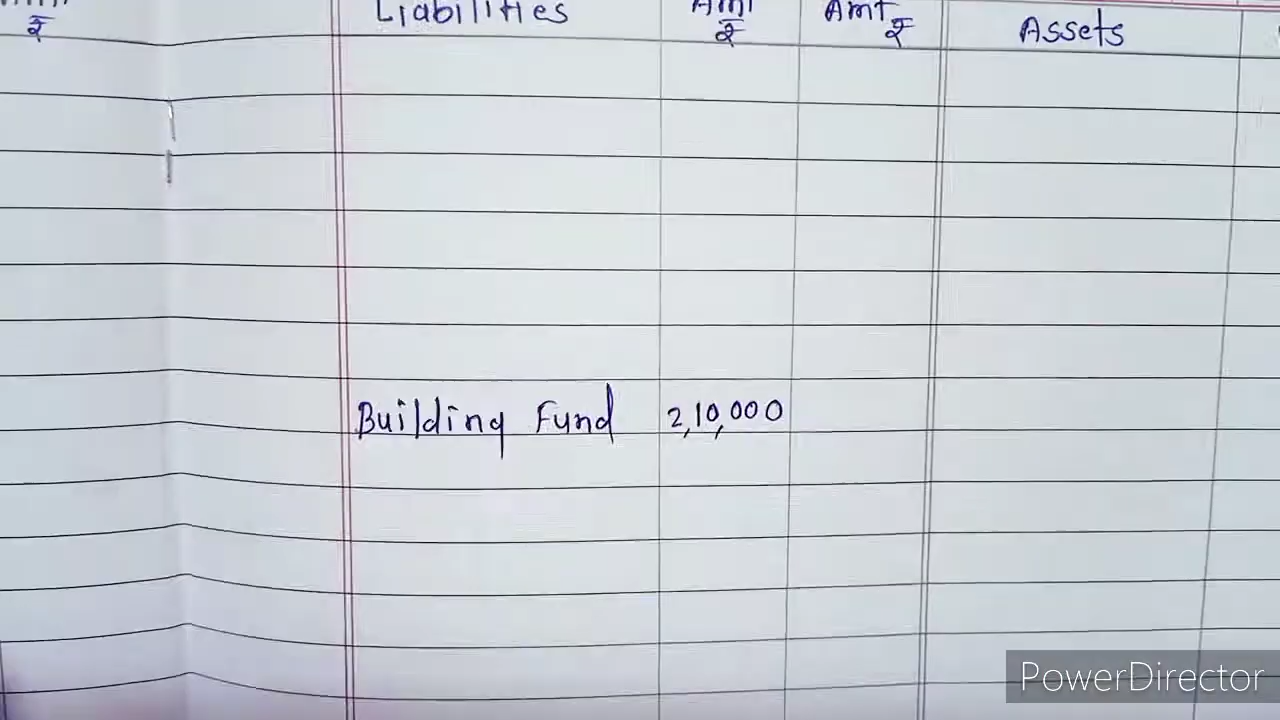 Liabilities Amt Amt Assets
₹ ₹ ₹
Building Fund 2,10,000
PowerDirector